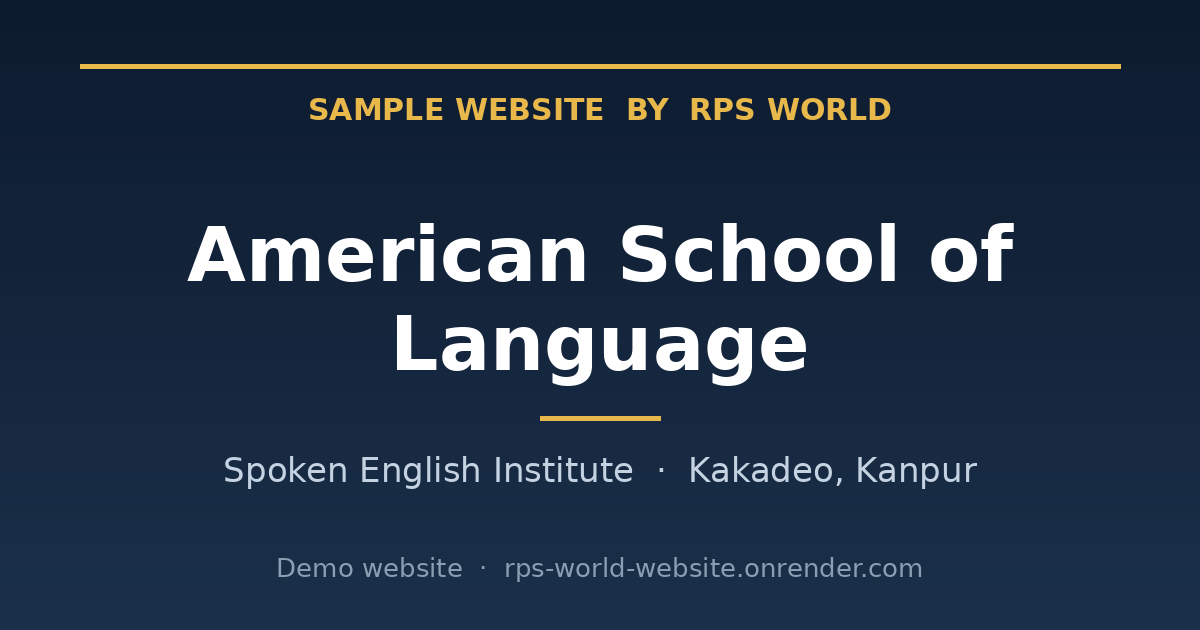 SAMPLE WEBSITE BY RPS WORLD
American School of
Language
Spoken English Institute · Kakadeo, Kanpur
Demo website · rps-world-website.onrender.com